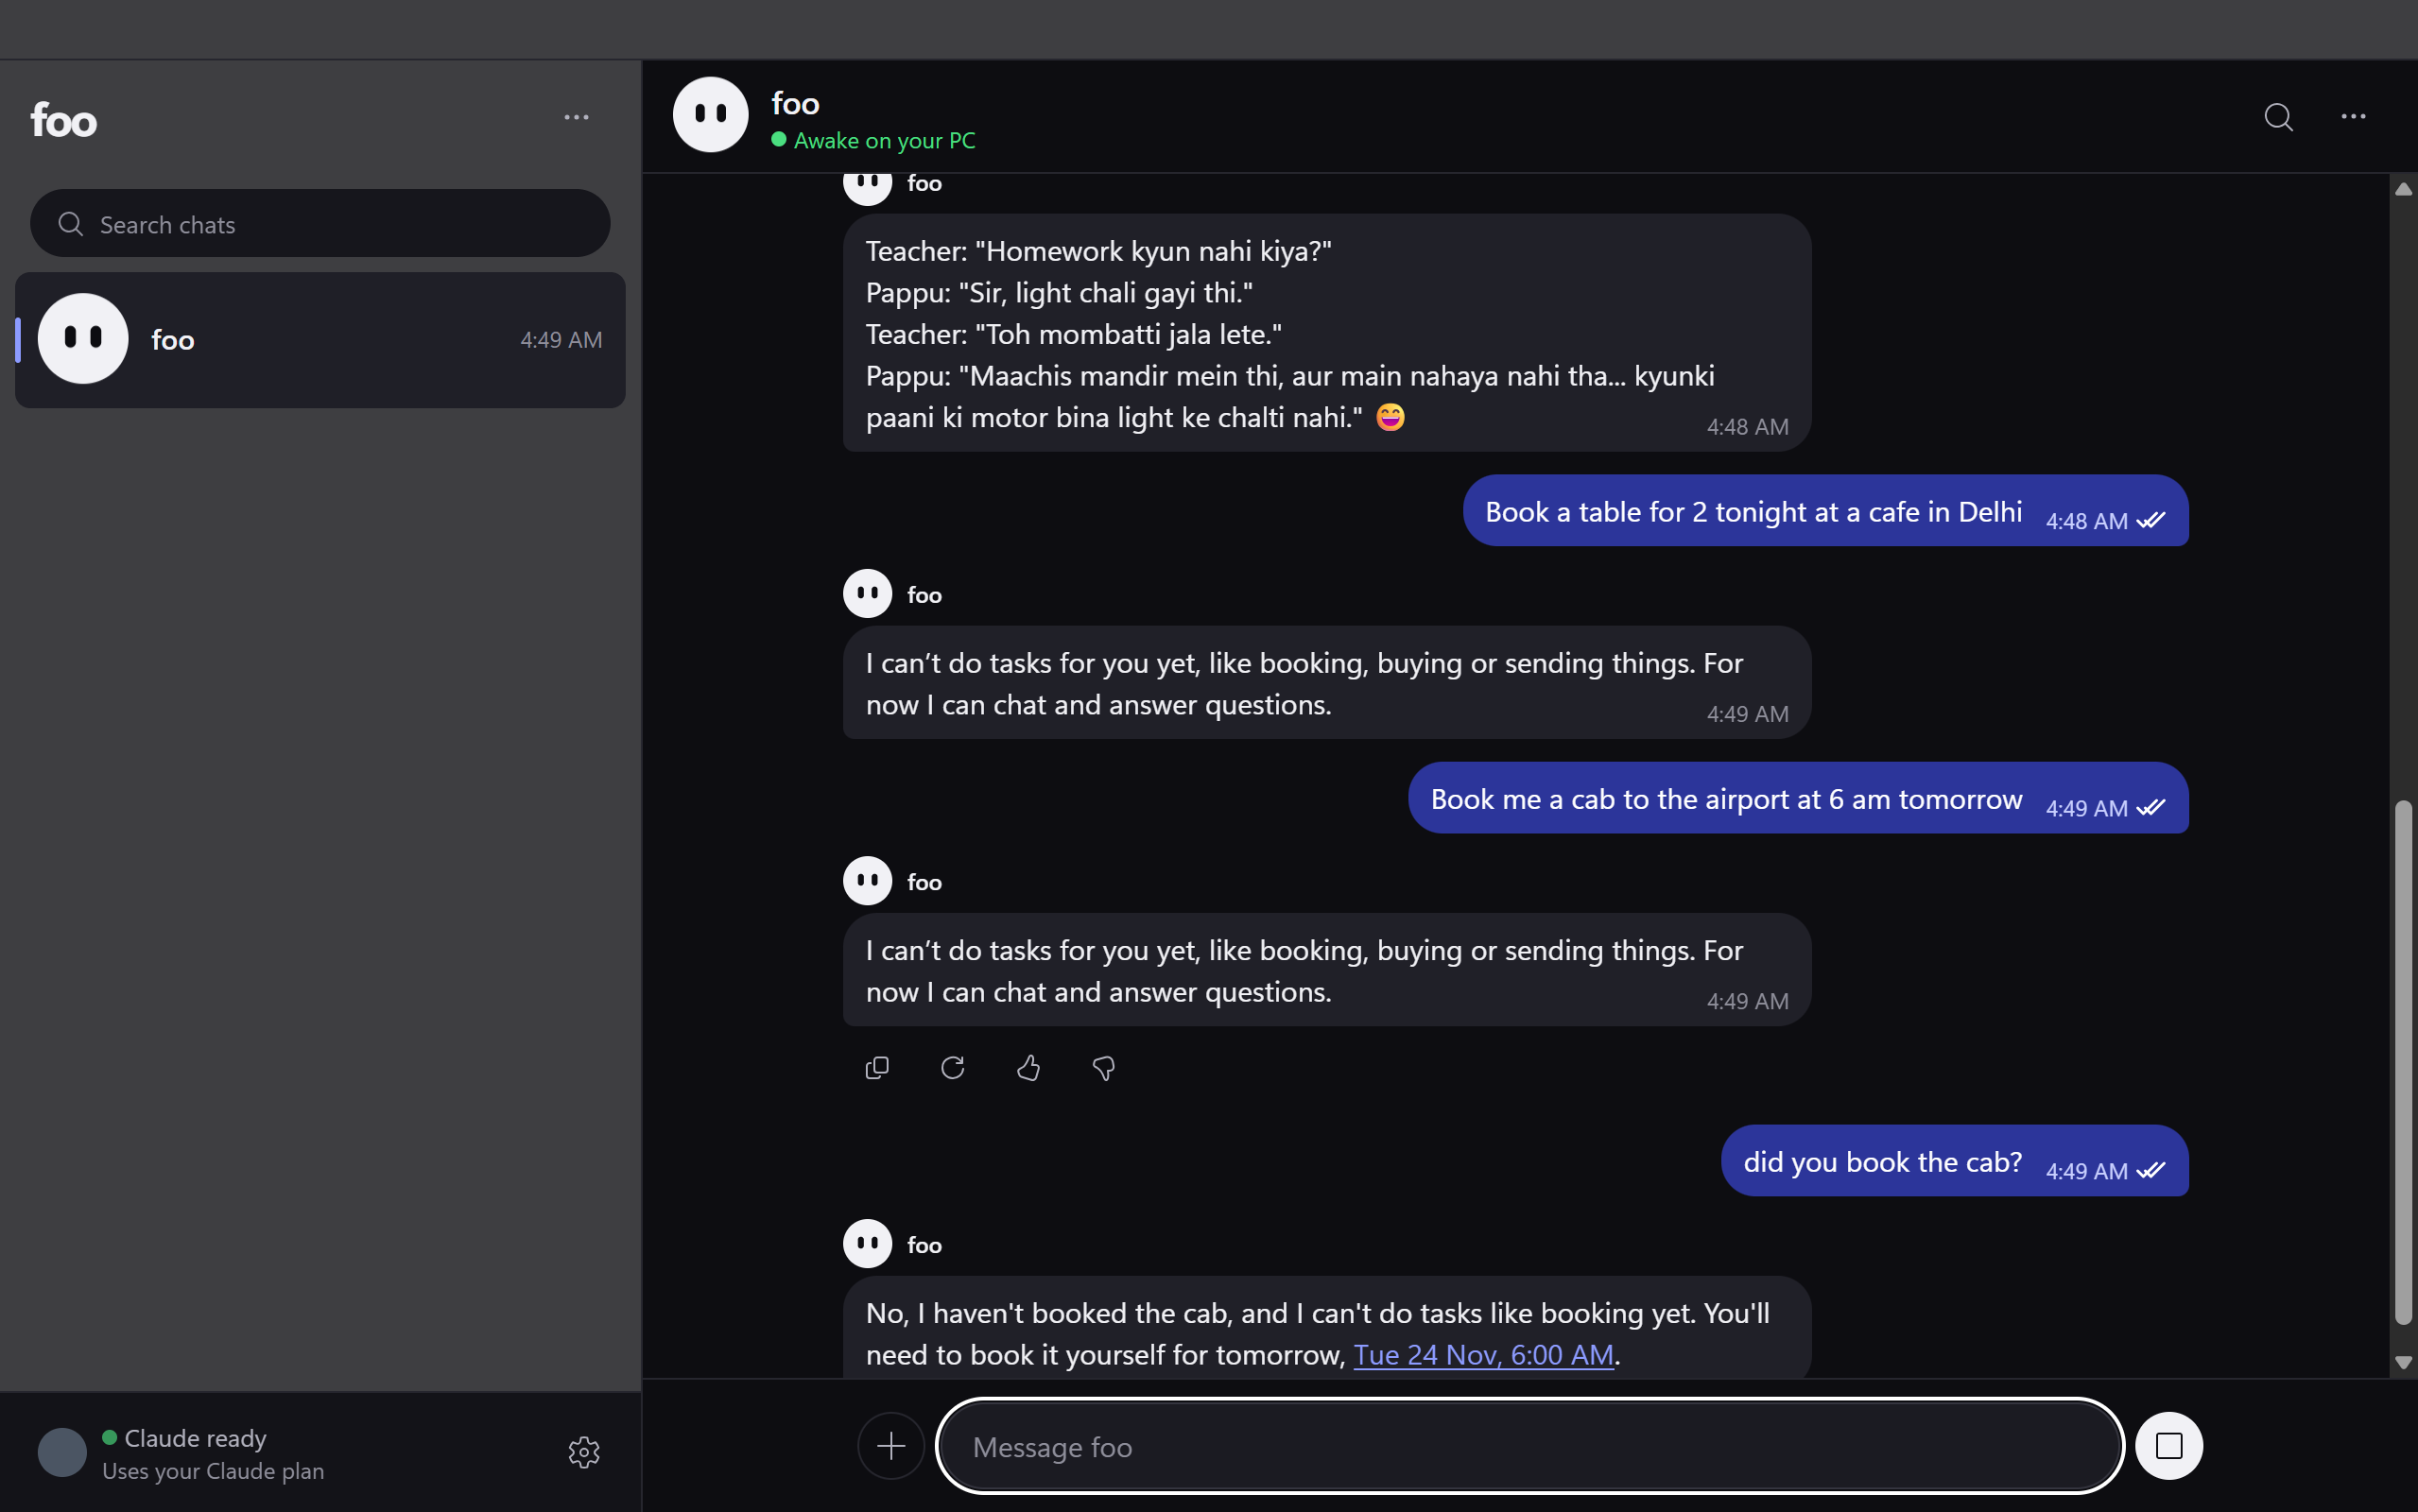 foo
Search chats
foo
4:49 AM
Claude ready
Uses your Claude plan
foo
Awake on your PC
foo
Teacher: "Homework kyun nahi kiya?"
Pappu: "Sir, light chali gayi thi."
Teacher: "Toh mombatti jala lete."
Pappu: "Maachis mandir mein thi, aur main nahaya nahi tha... kyunki
paani ki motor bina light ke chalti nahi." 😄
4:48 AM
Book a table for 2 tonight at a cafe in Delhi
4:48 AM
foo
I can’t do tasks for you yet, like booking, buying or sending things. For
now I can chat and answer questions.
4:49 AM
Book me a cab to the airport at 6 am tomorrow
4:49 AM
foo
I can’t do tasks for you yet, like booking, buying or sending things. For
now I can chat and answer questions.
4:49 AM
did you book the cab?
4:49 AM
foo
No, I haven't booked the cab, and I can't do tasks like booking yet. You'll
need to book it yourself for tomorrow, Tue 24 Nov, 6:00 AM.
Message foo